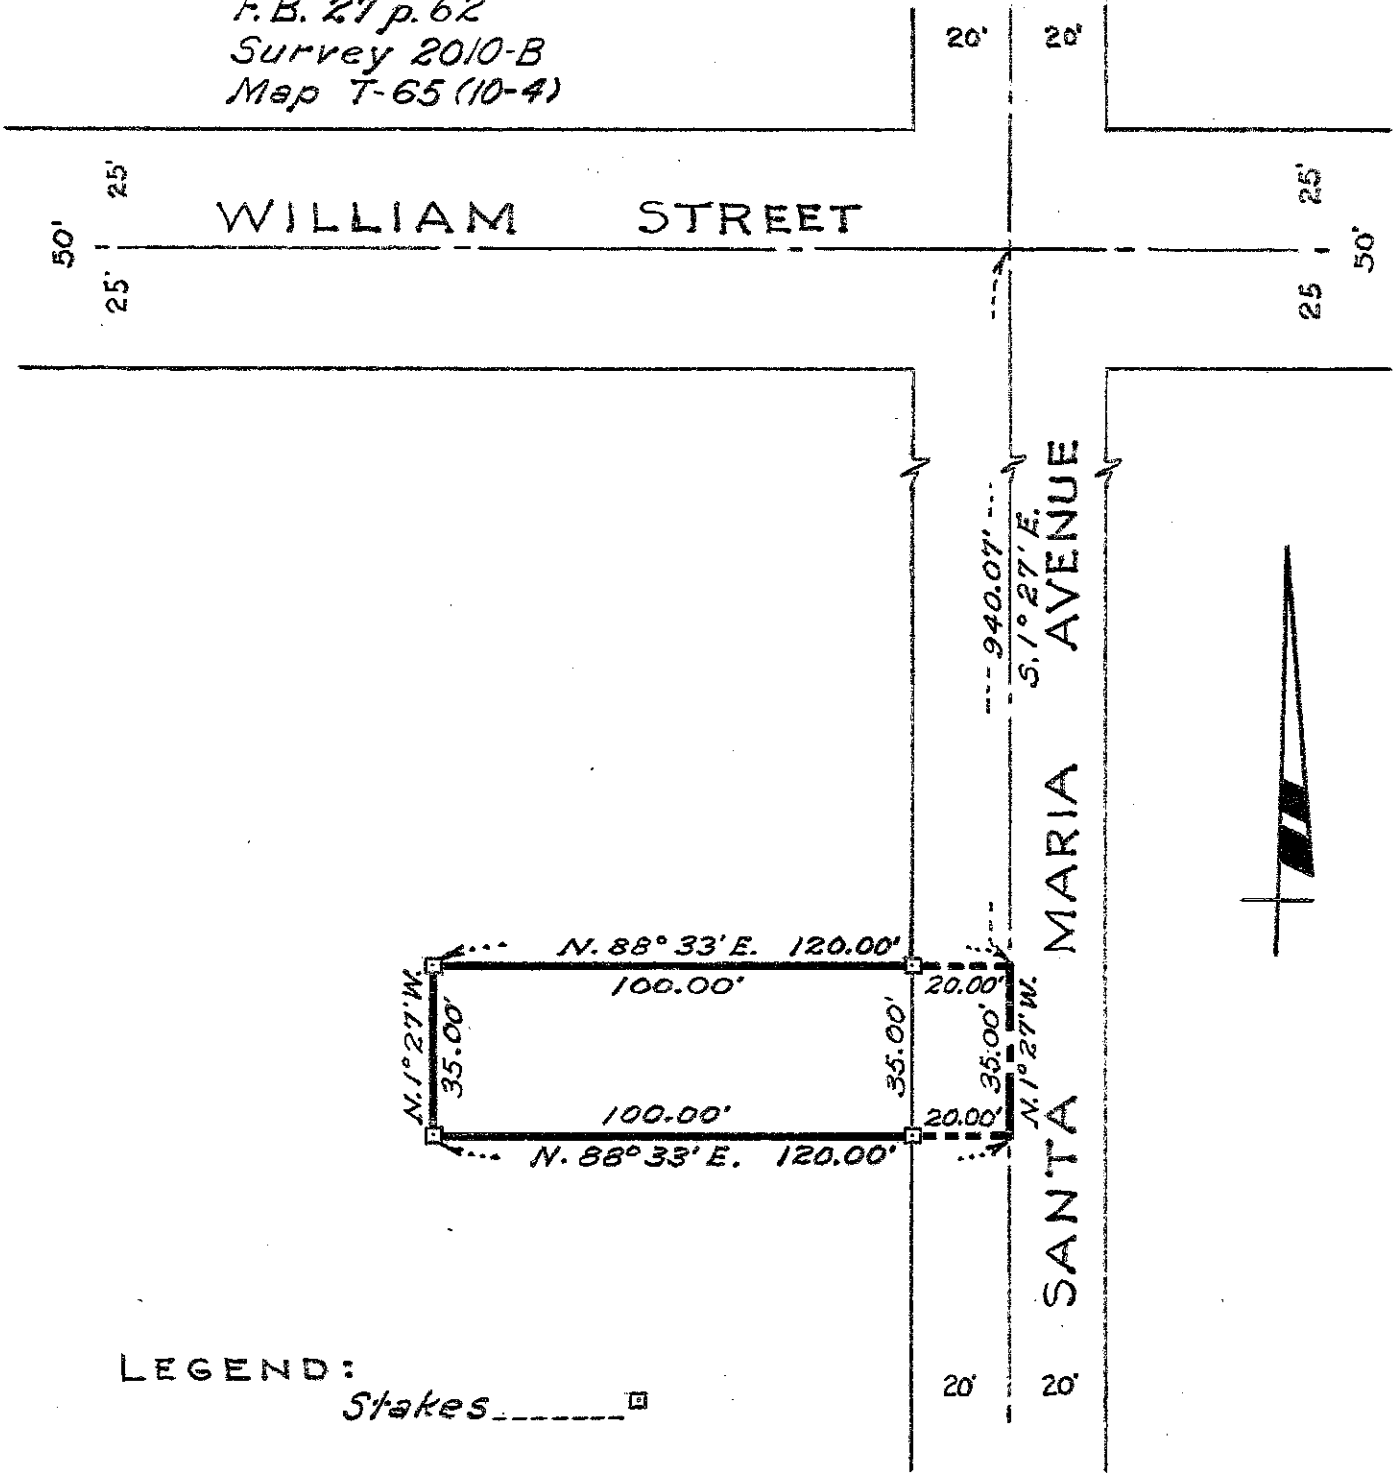 F.B. 27 p. 62
Survey 2010-B
Map T-65 (10-4)
20' 20'
25' 25'
50' WILLIAM STREET 50'
25' 25
940.07'
S. 1° 27' E.
SANTA MARIA AVENUE
N. 88° 33' E. 120.00'
100.00' 20.00'
N. 1° 27' W. 35.00' 35.00' 35.00' N. 1° 27' W.
100.00' 20.00'
N. 88° 33' E. 120.00'
LEGEND:
Stakes
20' 20'